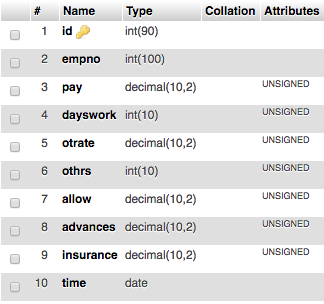 # Name Type Collation Attributes
1 id int(90)
2 empno int(100)
3 pay decimal(10,2) UNSIGNED
4 dayswork int(10) UNSIGNED
5 otrate decimal(10,2) UNSIGNED
6 othrs int(10) UNSIGNED
7 allow decimal(10,2) UNSIGNED
8 advances decimal(10,2) UNSIGNED
9 insurance decimal(10,2) UNSIGNED
10 time date